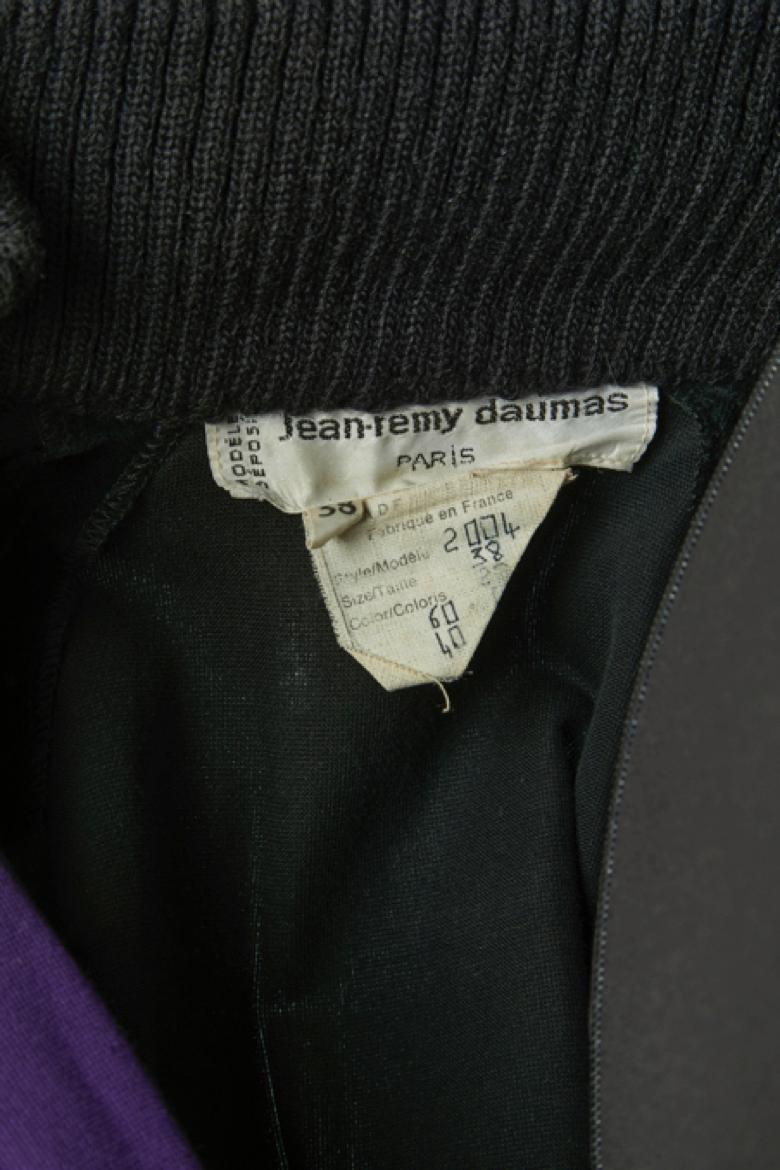 MODÈLE
DÉPOSÉ
Jean-remy daumas
PARIS
38
Fabriqué en France
Style/Modèle 2004
Size/Taille 38
Color/Coloris 60
40